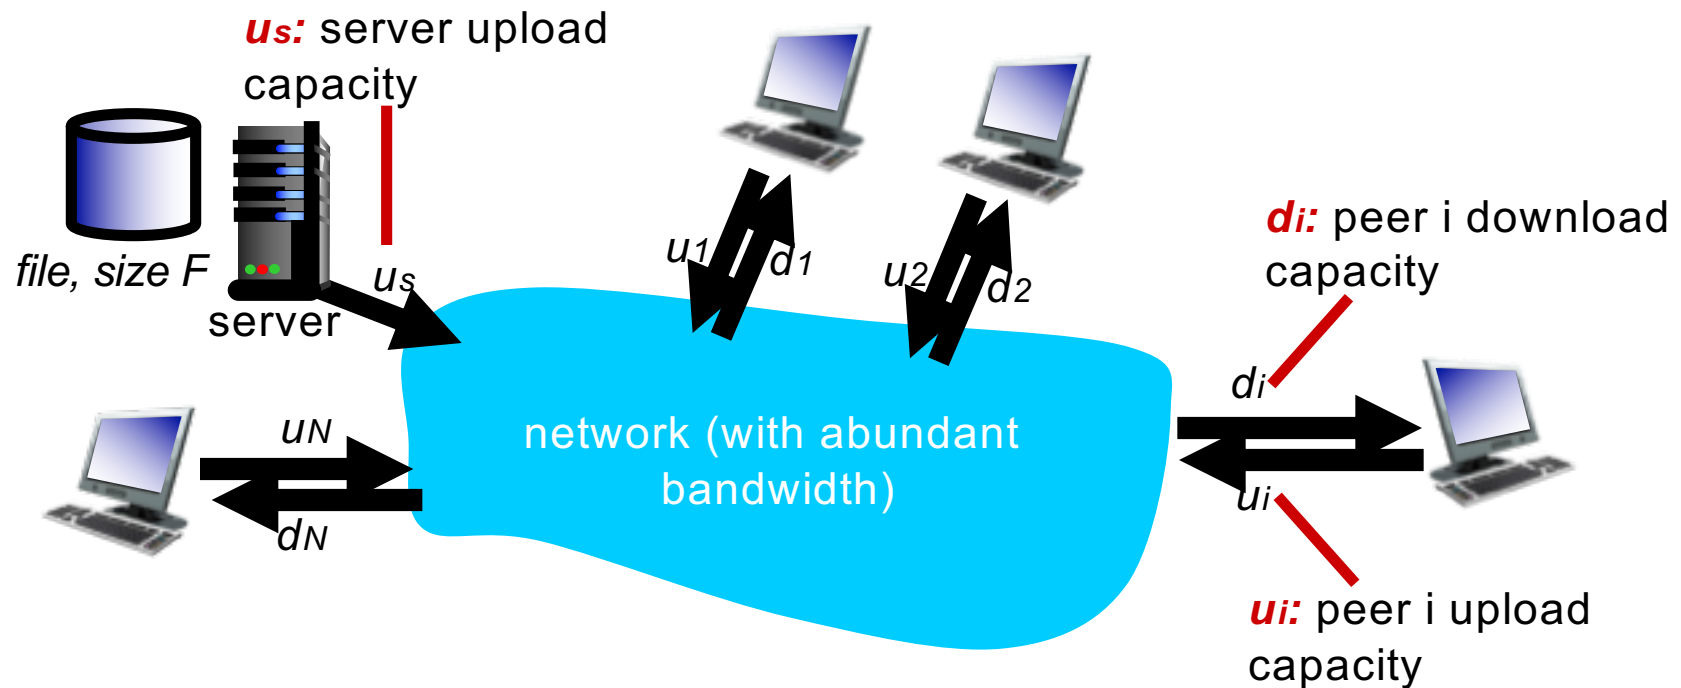 us: server upload
capacity
file, size F
server
us
u1
d1
u2
d2
di: peer i download
capacity
di
ui
uN
dN
network (with abundant
bandwidth)
ui: peer i upload
capacity